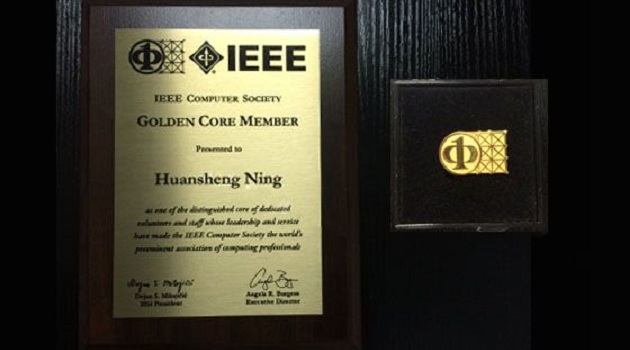 IEEE
IEEE Computer Society
Golden Core Member
Presented to
Huansheng Ning
as one of the distinguished core of dedicated
volunteers and staff whose leadership and service
have made the IEEE Computer Society the world's
preeminent association of computing professionals
Dejan S. Milojičić
Angela R. Burgess
2014 President
Executive Director